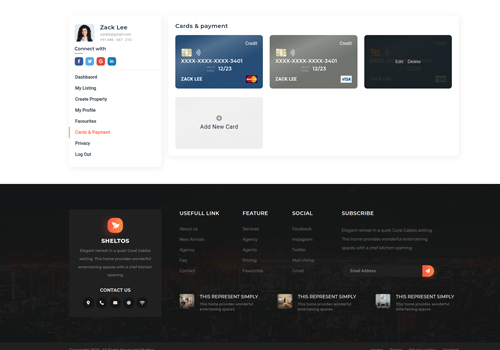 Zack Lee
zacklee@gmail.com
+91 846 - 547 - 210
Connect with
Dashboard
My Listing
Create Property
My Profile
Favourites
Cards & Payment
Privacy
Log Out
Cards & payment
Credit
XXXX-XXXX-XXXX-3401
12/23
ZACK LEE
Credit
XXXX-XXXX-XXXX-3401
12/23
ZACK LEE
VISA
Edit Delete
Add New Card
SHELTOS
Elegant retreat in a quiet Coral Gables
setting. This home provides wonderful
entertaining spaces with a chef kitchen
opening.
CONTACT US
USEFULL LINK
About us
New Arrivals
Agency
Faq
Contact
FEATURE
Services
Agency
Agents
Pricing
Favourites
SOCIAL
Facebook
Instagram
Twitter
Mail chimp
Gmail
SUBSCRIBE
Elegant retreat in a quiet Coral Gables setting.
This home provides wonderful entertaining
spaces with a chef kitchen opening
Email Address
THIS REPRESENT SIMPLY
This home provides wonderful
entertaining spaces
THIS REPRESENT SIMPLY
This home provides wonderful
entertaining spaces
THIS REPRESENT SIMPLY
This home provides wonderful
entertaining spaces